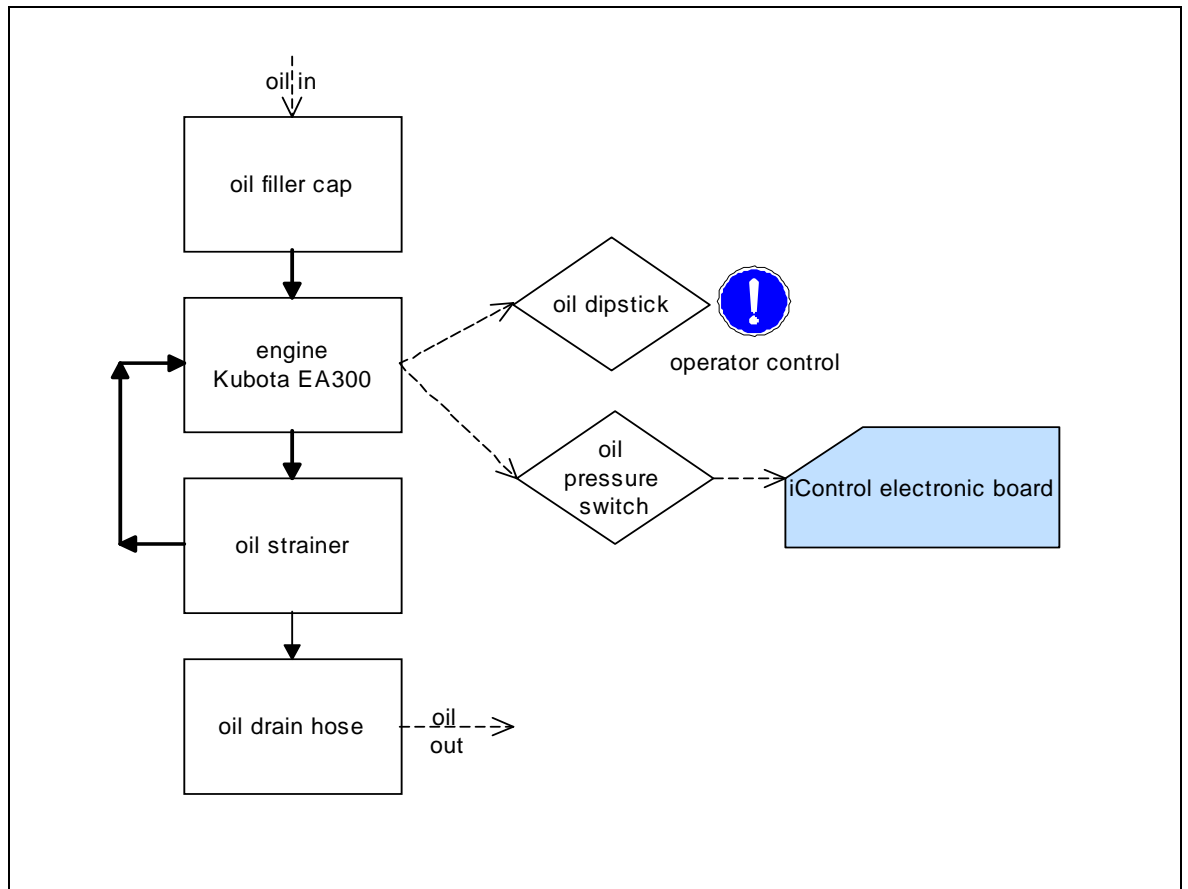 oil in
oil filler cap
engine
Kubota EA300
oil dipstick
operator control
oil
pressure
switch
iControl electronic board
oil strainer
oil drain hose
oil
out